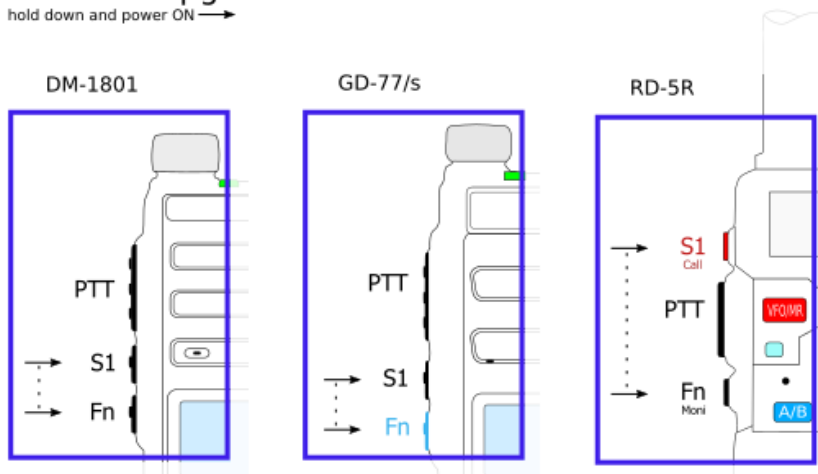 hold down and power ON
DM-1801
GD-77/s
RD-5R
PTT
S1
Fn
PTT
S1
Fn
S1
Call
PTT
Fn
Moni
VFO/MR
A/B